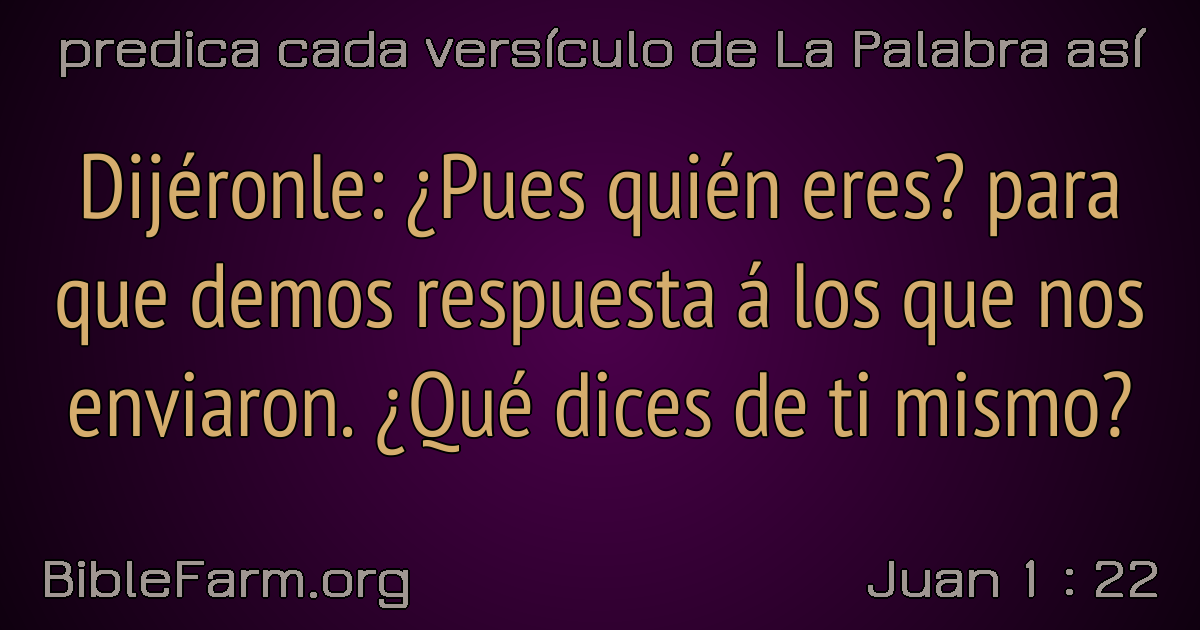 predica cada versículo de La Palabra así
Dijéronle: ¿Pues quién eres? para
que demos respuesta á los que nos
enviaron. ¿Qué dices de ti mismo?
BibleFarm.org
Juan 1 : 22